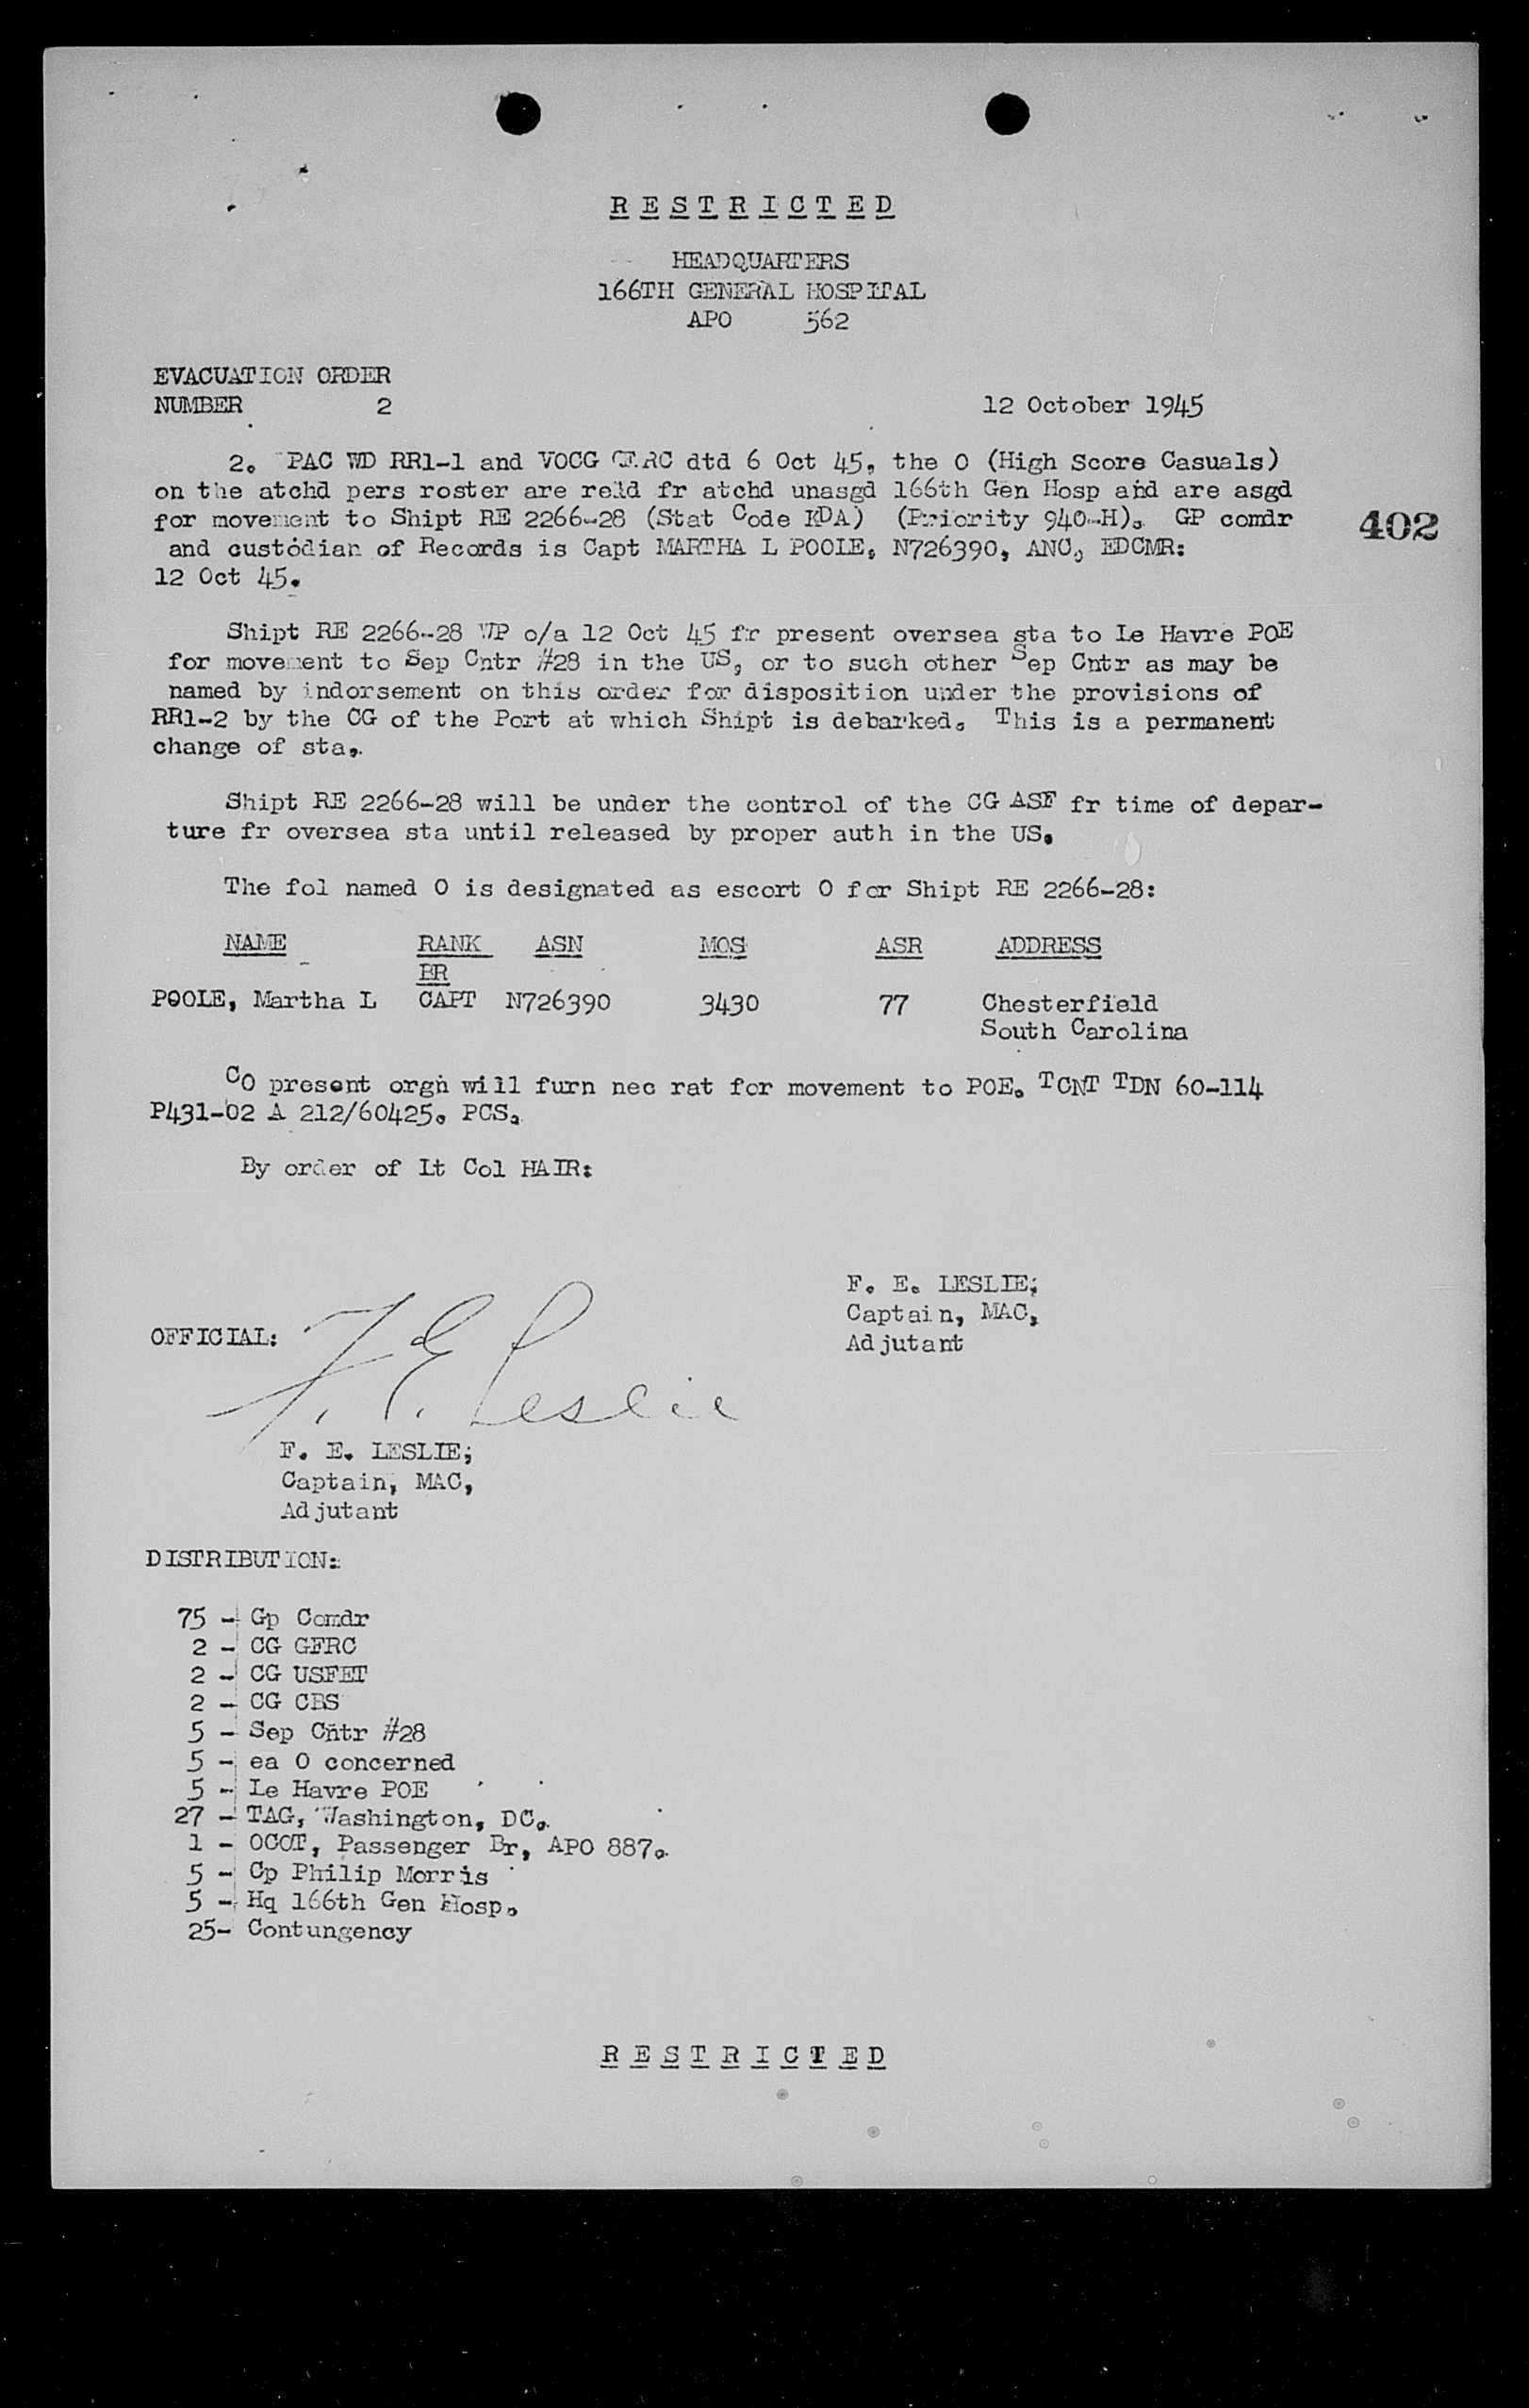 R E S T R I C T E D
HEADQUARTERS
166TH GENERAL HOSPITAL
APO 562
EVACUATION ORDER
NUMBER 2 12 October 1945
2. PAC WD RR1-1 and VOCG GFRC dtd 6 Oct 45, the O (High Score Casuals)
on the atchd pers roster are reld fr atchd unasgd 166th Gen Hosp and are asgd
for movement to Shipt RE 2266-28 (Stat Code KDA) (Priority 940-H). GP comdr
402
and custodian of Records is Capt MARTHA L POOLE, N726390, ANC, EDCMR:
12 Oct 45.
Shipt RE 2266-28 WP o/a 12 Oct 45 fr present oversea sta to Le Havre POE
for movement to Sep Cntr #28 in the US, or to such other Sep Cntr as may be
named by indorsement on this order for disposition under the provisions of
RR1-2 by the CG of the Port at which Shipt is debarked. This is a permanent
change of sta,.
Shipt RE 2266-28 will be under the control of the CG ASF fr time of depar-
ture fr oversea sta until released by proper auth in the US.
The fol named O is designated as escort O for Shipt RE 2266-28:
NAME RANK ASN MOS ASR ADDRESS
BR
POOLE, Martha L CAPT N726390 3430 77 Chesterfield
South Carolina
CO present orgn will furn nec rat for movement to POE. TCNT TDN 60-114
P431-02 A 212/60425. PCS.
By order of Lt Col HAIR:
F. E. LESLIE;
Captain, MAC,
Adjutant
OFFICIAL:
F. E. Leslie
F. E. LESLIE;
Captain, MAC,
Adjutant
DISTRIBUTION:
75 - Gp Comdr
2 - CG GFRC
2 - CG USFET
2 - CG CBS
5 - Sep Cntr #28
5 - ea O concerned
5 - Le Havre POE
27 - TAG, Washington, DC.
1 - OCOT, Passenger Br, APO 887.
5 - Cp Philip Morris
5 - Hq 166th Gen Hosp.
25- Contungency
R E S T R I C T E D